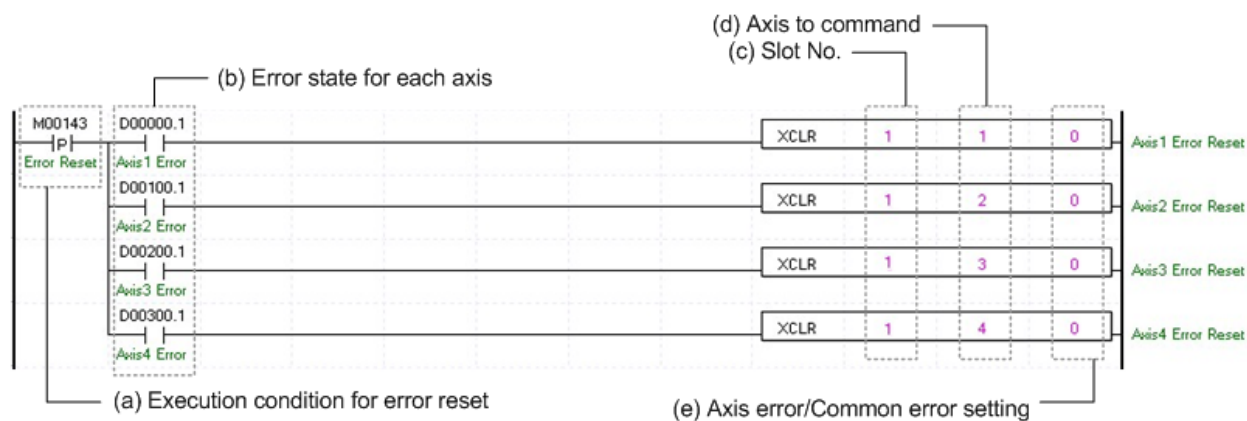 (d) Axis to command
(c) Slot No.
(b) Error state for each axis
M00143 D00000.1
P XCLR 1 1 0 Axis1 Error Reset
Error Reset Axis1 Error
D00100.1
XCLR 1 2 0 Axis2 Error Reset
Axis2 Error
D00200.1
XCLR 1 3 0 Axis3 Error Reset
Axis3 Error
D00300.1
XCLR 1 4 0 Axis4 Error Reset
Axis4 Error
(a) Execution condition for error reset
(e) Axis error/Common error setting